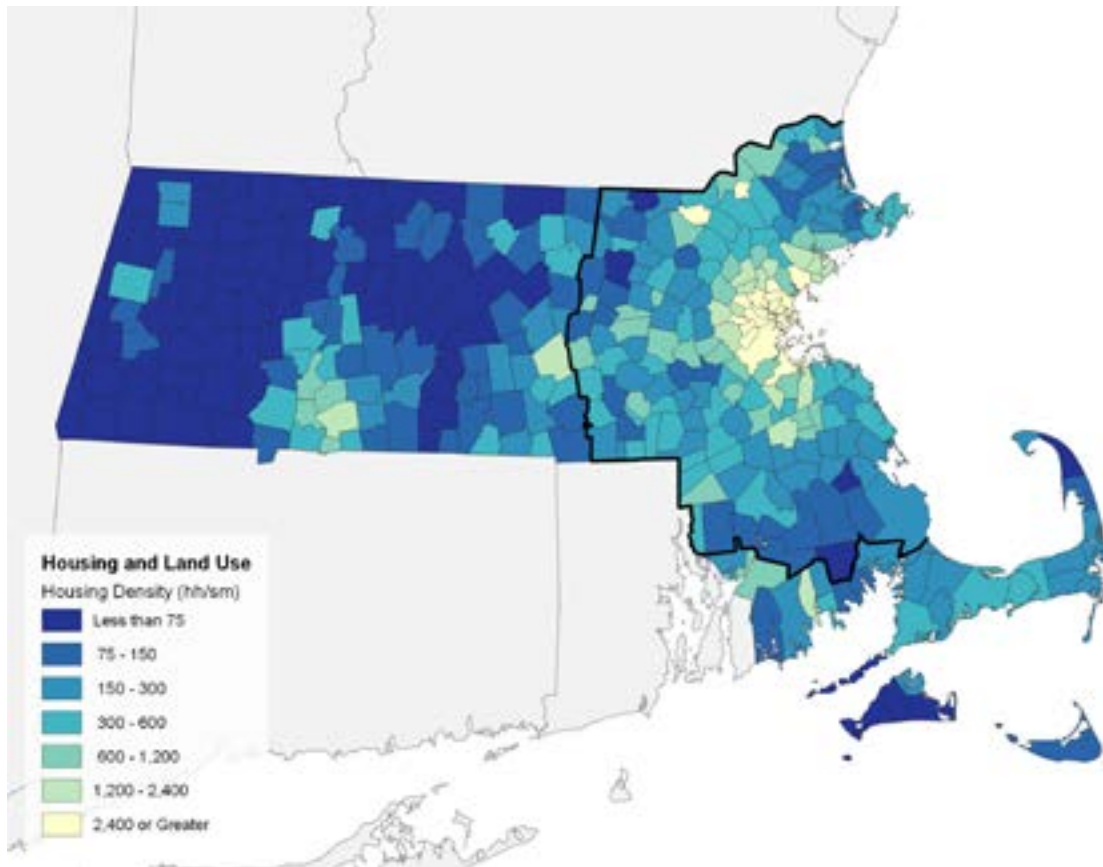 Housing and Land Use
Housing Density (hh/sm)
Less than 75
75 - 150
150 - 300
300 - 600
600 - 1,200
1,200 - 2,400
2,400 or Greater